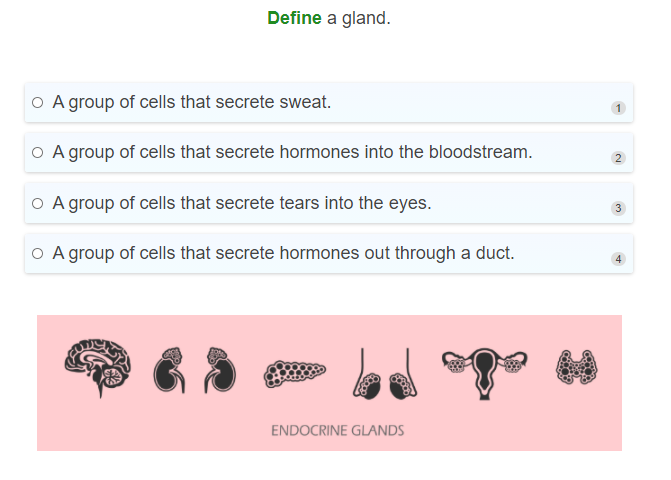 Define a gland.
A group of cells that secrete sweat.
1
A group of cells that secrete hormones into the bloodstream.
2
A group of cells that secrete tears into the eyes.
3
A group of cells that secrete hormones out through a duct.
4
ENDOCRINE GLANDS